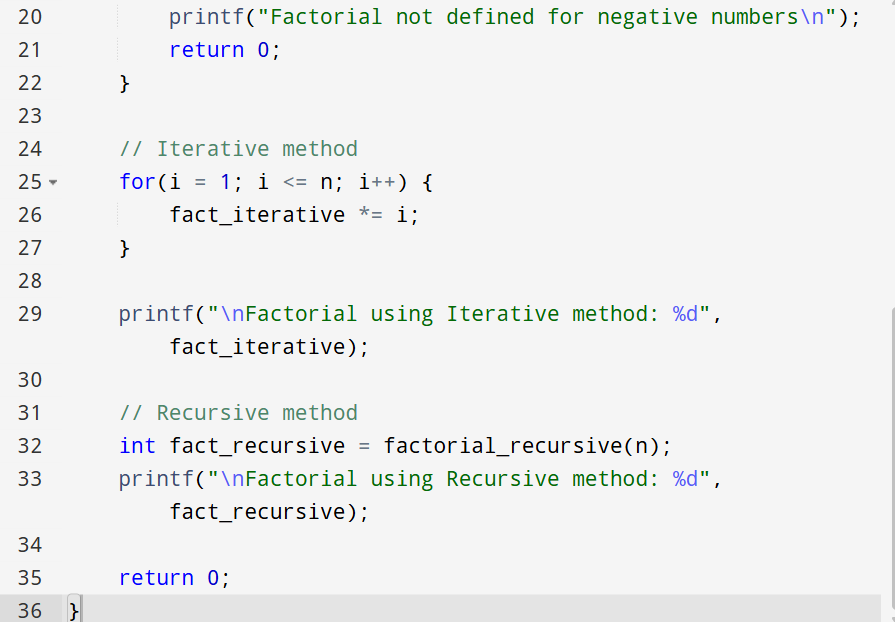 20 printf("Factorial not defined for negative numbers\n");
21 return 0;
22 }
23
24 // Iterative method
25 for(i = 1; i <= n; i++) {
26 fact_iterative *= i;
27 }
28
29 printf("\nFactorial using Iterative method: %d",
fact_iterative);
30
31 // Recursive method
32 int fact_recursive = factorial_recursive(n);
33 printf("\nFactorial using Recursive method: %d",
fact_recursive);
34
35 return 0;
36 }